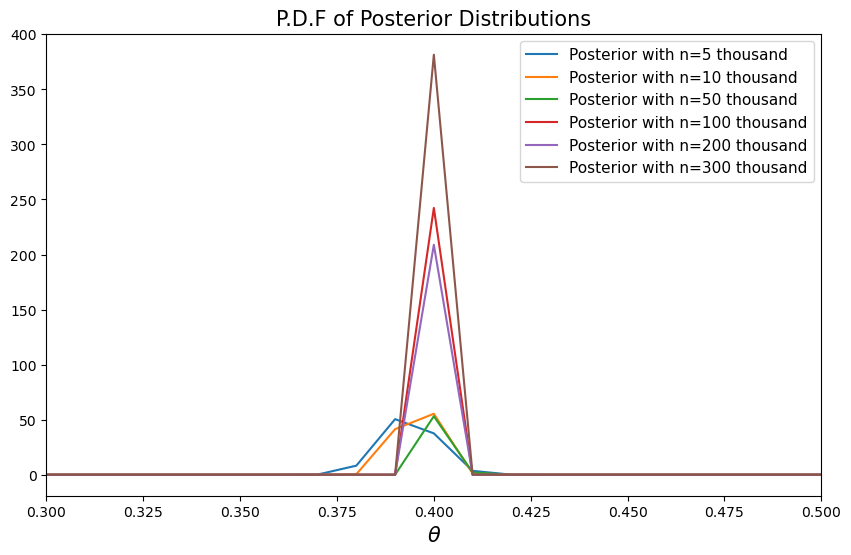 P.D.F of Posterior Distributions
400
350
300
250
200
150
100
50
0
Posterior with n=5 thousand
Posterior with n=10 thousand
Posterior with n=50 thousand
Posterior with n=100 thousand
Posterior with n=200 thousand
Posterior with n=300 thousand
0.300 0.325 0.350 0.375 0.400 0.425 0.450 0.475 0.500
θ